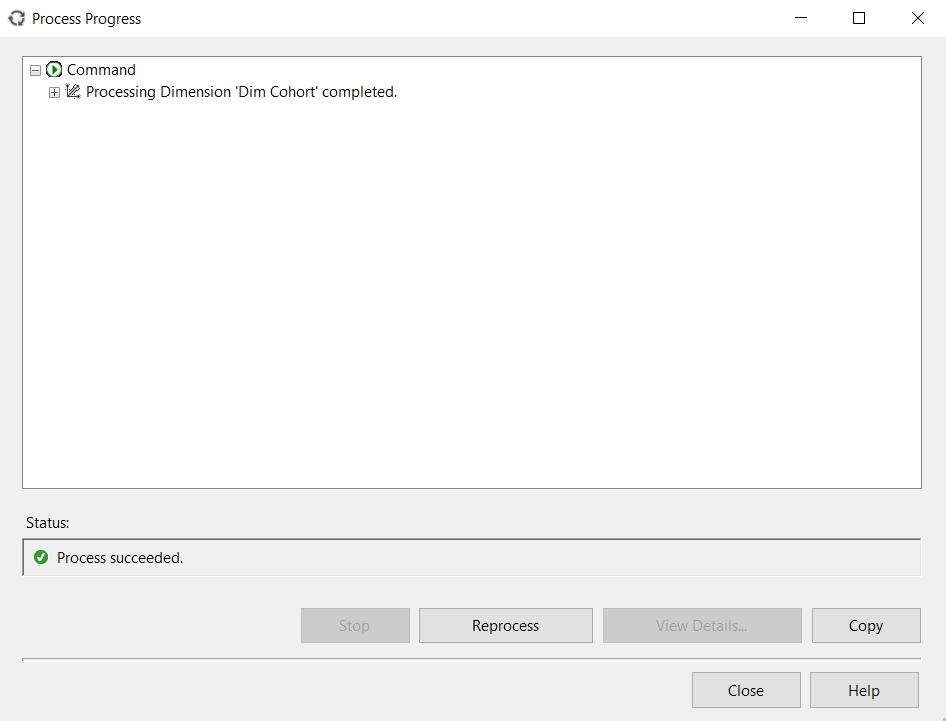 Process Progress
Command
Processing Dimension 'Dim Cohort' completed.
Status:
Process succeeded.
Stop Reprocess View Details... Copy
Close Help